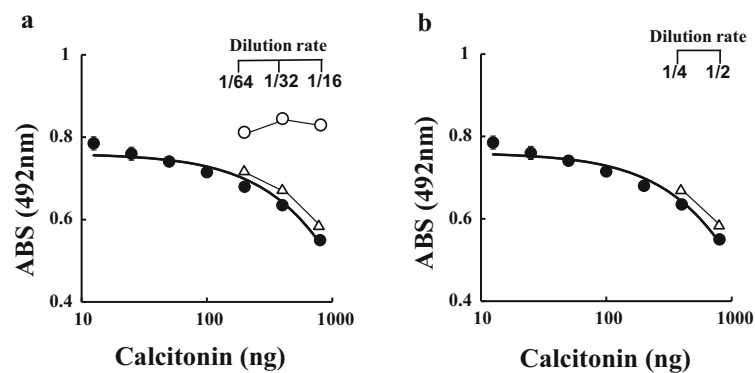 a
Dilution rate
1/64 1/32 1/16
1
0.8
0.6
0.4
ABS (492nm)
10 100 1000
Calcitonin (ng)
b
Dilution rate
1/4 1/2
1
0.8
0.6
0.4
ABS (492nm)
10 100 1000
Calcitonin (ng)